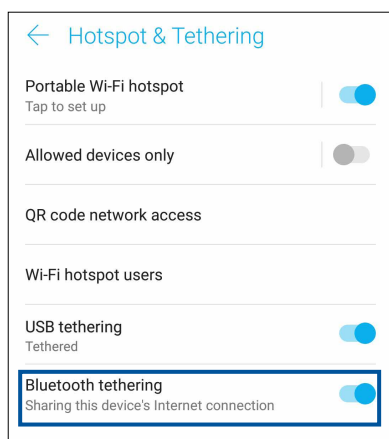 Hotspot & Tethering
Portable Wi-Fi hotspot
Tap to set up
Allowed devices only
QR code network access
Wi-Fi hotspot users
USB tethering
Tethered
Bluetooth tethering
Sharing this device's Internet connection